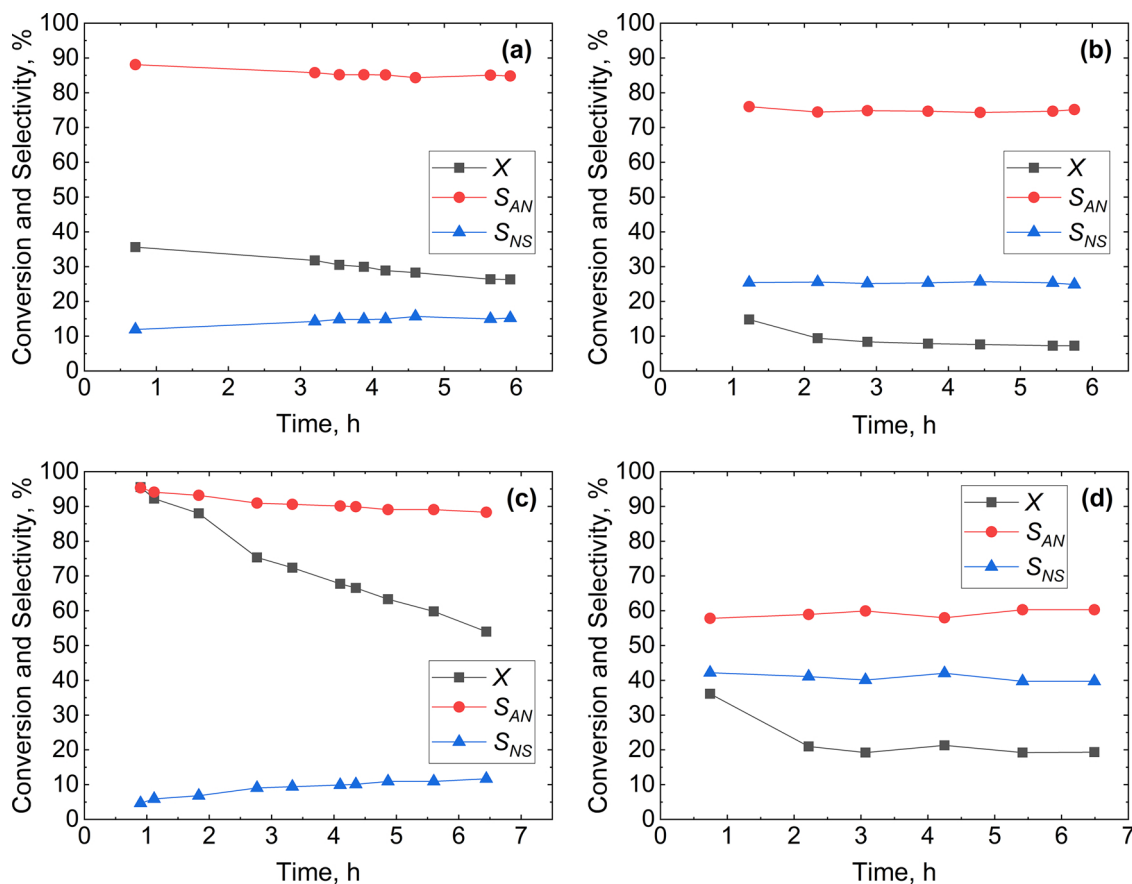 (a)
Conversion and Selectivity, %
100
90
80
70
60
50
40
30
20
10
0
X
S_AN
S_NS
0 1 2 3 4 5 6
Time, h
(b)
Conversion and Selectivity, %
100
90
80
70
60
50
40
30
20
10
0
X
S_AN
S_NS
0 1 2 3 4 5 6
Time, h
(c)
Conversion and Selectivity, %
100
90
80
70
60
50
40
30
20
10
0
X
S_AN
S_NS
0 1 2 3 4 5 6 7
Time, h
(d)
Conversion and Selectivity, %
100
90
80
70
60
50
40
30
20
10
0
X
S_AN
S_NS
0 1 2 3 4 5 6 7
Time, h